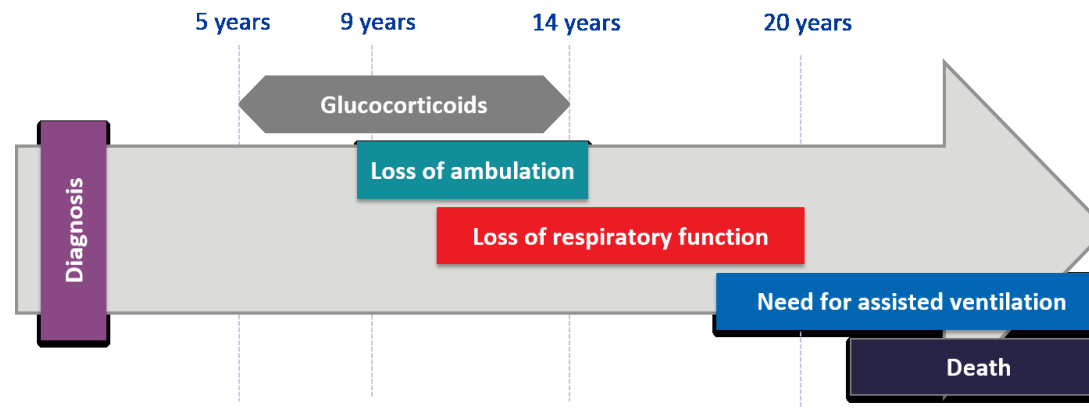 5 years
9 years
14 years
20 years
Glucocorticoids
Diagnosis
Loss of ambulation
Loss of respiratory function
Need for assisted ventilation
Death